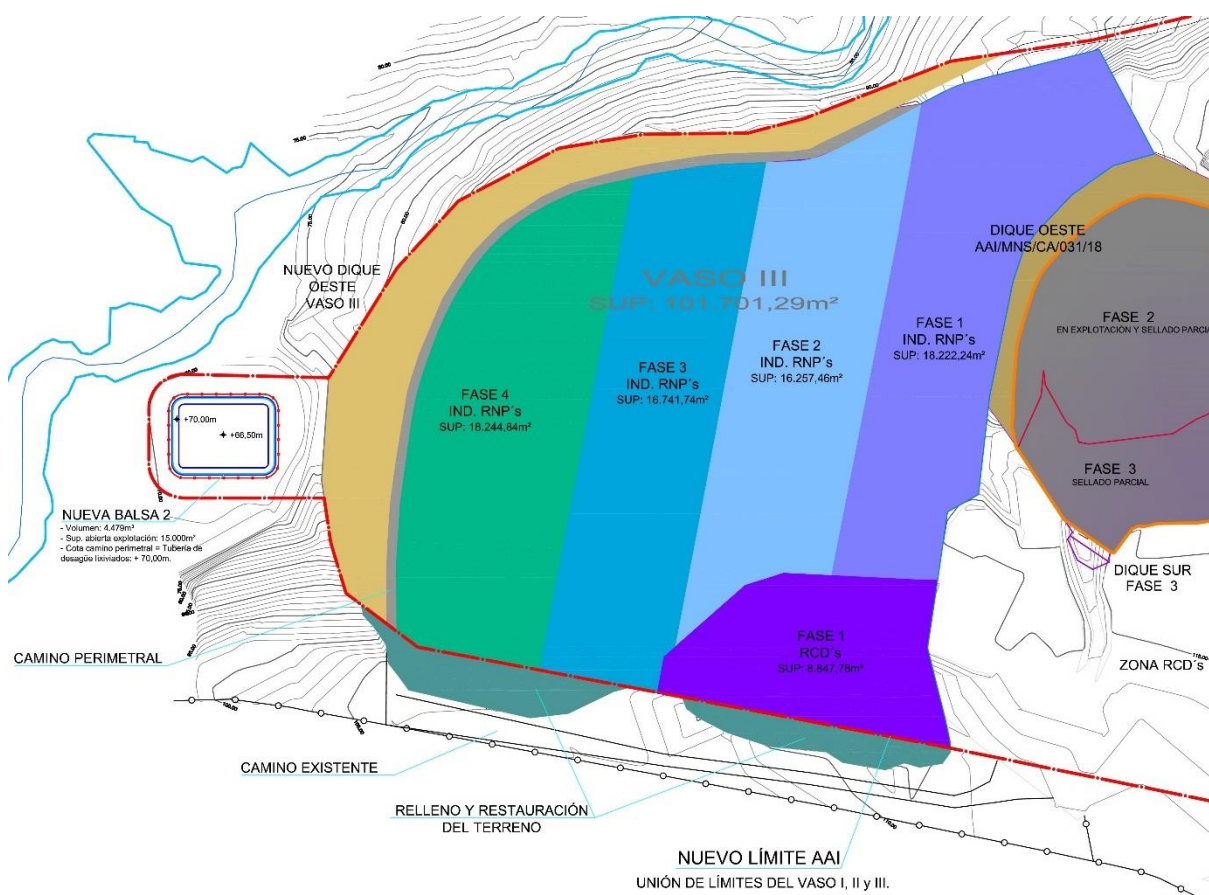 DIQUE OESTE
AAI/MNS/CA/031/18
NUEVO DIQUE
OESTE
VASO III
VASO III
SUP: 101.701,29m²
FASE 1
IND. RNP´s
SUP: 18.222,24m²
FASE 2
EN EXPLOTACIÓN Y SELLADO PARCIA
FASE 2
IND. RNP´s
SUP: 16.257,46m²
FASE 3
IND. RNP´s
SUP: 16.741,74m²
FASE 4
IND. RNP´s
SUP: 18.244,84m²
+70,00m
+66,50m
FASE 3
SELLADO PARCIAL
NUEVA BALSA 2
- Volumen: 4.479m³
- Sup. abierta explotación: 15.000m²
- Cota camino perimetral = Tubería de
desagüe lixiviados: + 70,00m.
DIQUE SUR
FASE 3
FASE 1
RCD´s
SUP: 8.847,78m²
CAMINO PERIMETRAL
ZONA RCD´s
CAMINO EXISTENTE
RELLENO Y RESTAURACIÓN
DEL TERRENO
NUEVO LÍMITE AAI
UNIÓN DE LÍMITES DEL VASO I, II y III.